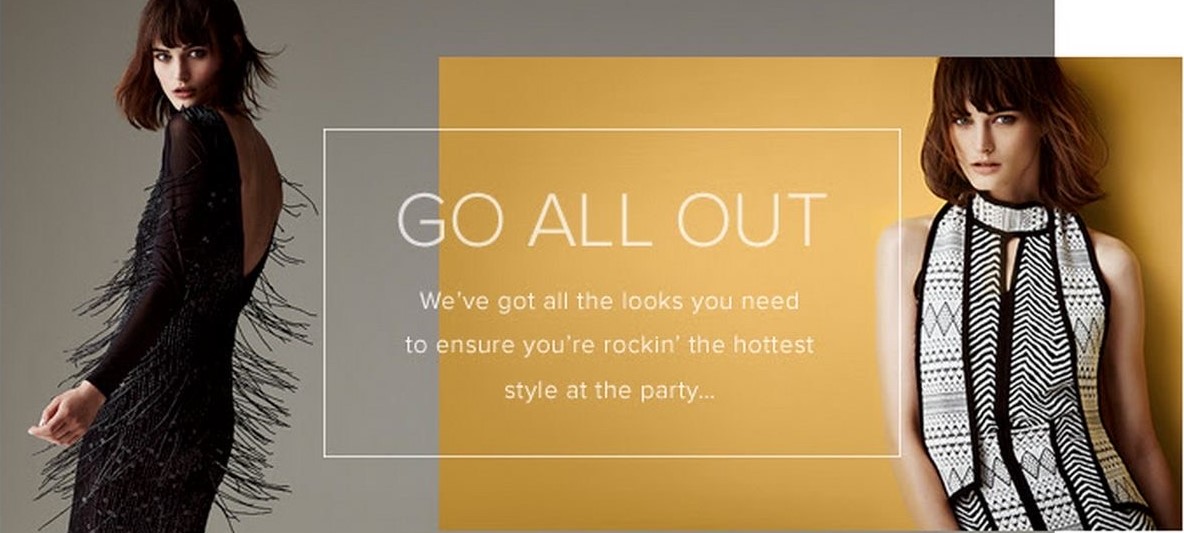 GO ALL OUT
We've got all the looks you need
to ensure you're rockin' the hottest
style at the party...